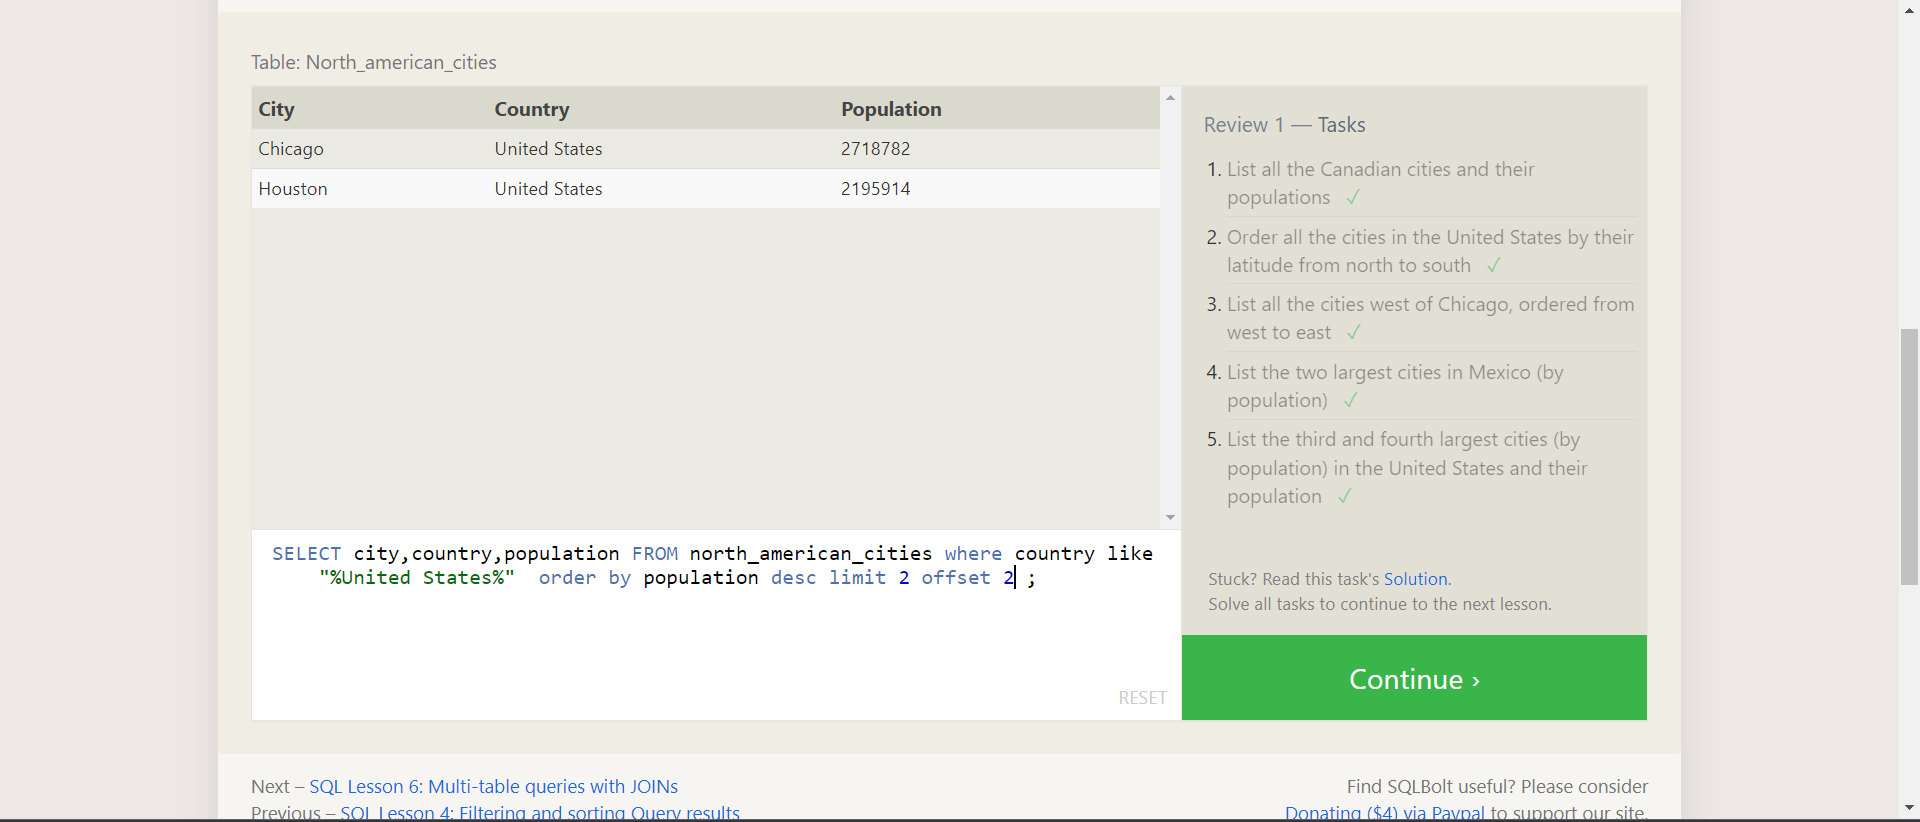 Table: North_american_cities
City Country Population
Chicago United States 2718782
Houston United States 2195914
SELECT city,country,population FROM north_american_cities where country like
"%United States%"  order by population desc limit 2 offset 2 ;
RESET
Review 1 — Tasks
1. List all the Canadian cities and their
populations ✓
2. Order all the cities in the United States by their
latitude from north to south ✓
3. List all the cities west of Chicago, ordered from
west to east ✓
4. List the two largest cities in Mexico (by
population) ✓
5. List the third and fourth largest cities (by
population) in the United States and their
population ✓
Stuck? Read this task's Solution.
Solve all tasks to continue to the next lesson.
Continue ›
Next – SQL Lesson 6: Multi-table queries with JOINs
Previous – SQL Lesson 4: Filtering and sorting Query results
Find SQLBolt useful? Please consider
Donating ($4) via Paypal to support our site.